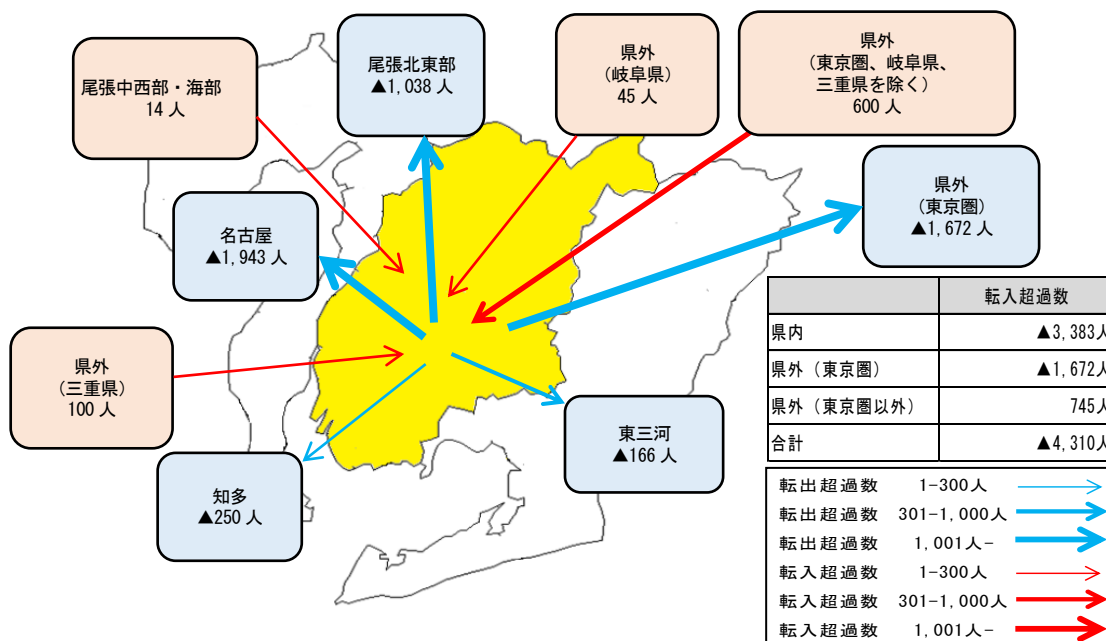 尾張中西部・海部
14 人
尾張北東部
▲1,038 人
県外
(岐阜県)
45 人
県外
(東京圏、岐阜県、
三重県を除く)
600 人
名古屋
▲1,943 人
県外
(東京圏)
▲1,672 人
県外
(三重県)
100 人
知多
▲250 人
東三河
▲166 人
転入超過数
県内 ▲3,383人
県外（東京圏） ▲1,672人
県外（東京圏以外） 745人
合計 ▲4,310人
転出超過数 1-300人
転出超過数 301-1,000人
転出超過数 1,001人-
転入超過数 1-300人
転入超過数 301-1,000人
転入超過数 1,001人-